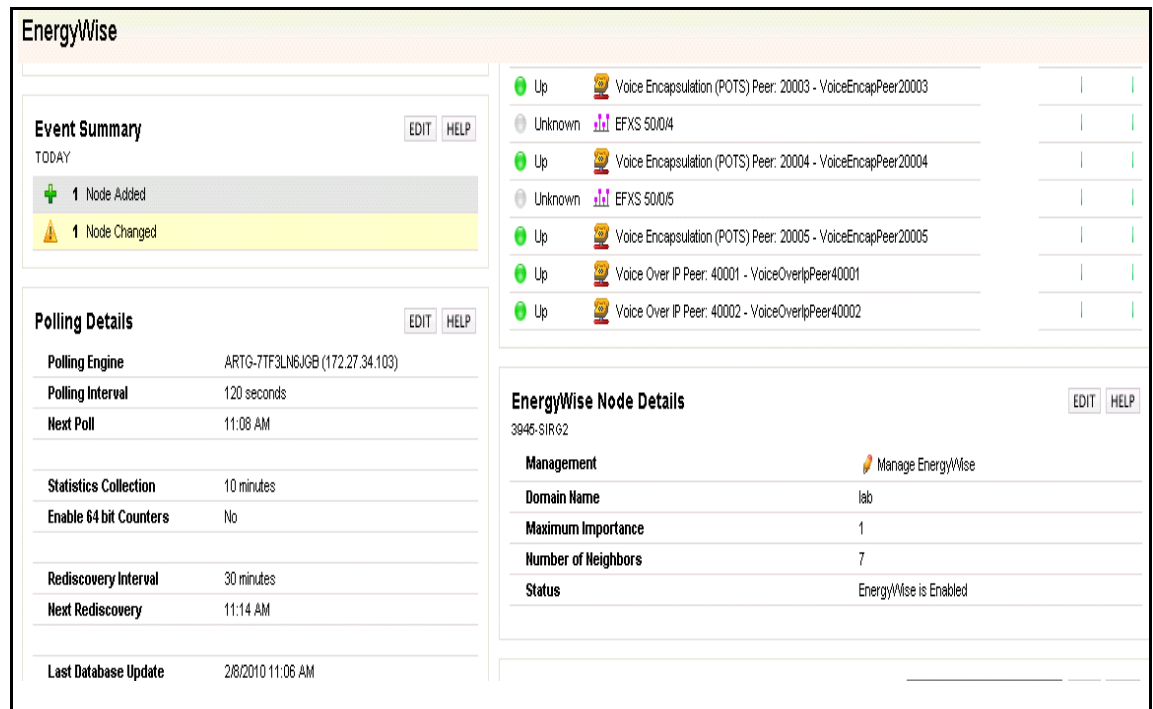 EnergyWise
Event Summary
EDIT HELP
TODAY
1 Node Added
1 Node Changed
Polling Details
EDIT HELP
Polling Engine ARTG-7TF3LN6JGB (172.27.34.103)
Polling Interval 120 seconds
Next Poll 11:08 AM
Statistics Collection 10 minutes
Enable 64 bit Counters No
Rediscovery Interval 30 minutes
Next Rediscovery 11:14 AM
Last Database Update 2/8/2010 11:06 AM
Up Voice Encapsulation (POTS) Peer: 20003 - VoiceEncapPeer20003
Unknown EFXS 50/0/4
Up Voice Encapsulation (POTS) Peer: 20004 - VoiceEncapPeer20004
Unknown EFXS 50/0/5
Up Voice Encapsulation (POTS) Peer: 20005 - VoiceEncapPeer20005
Up Voice Over IP Peer: 40001 - VoiceOverIpPeer40001
Up Voice Over IP Peer: 40002 - VoiceOverIpPeer40002
EnergyWise Node Details
EDIT HELP
3945-SIRG2
Management Manage EnergyWise
Domain Name lab
Maximum Importance 1
Number of Neighbors 7
Status EnergyWise is Enabled